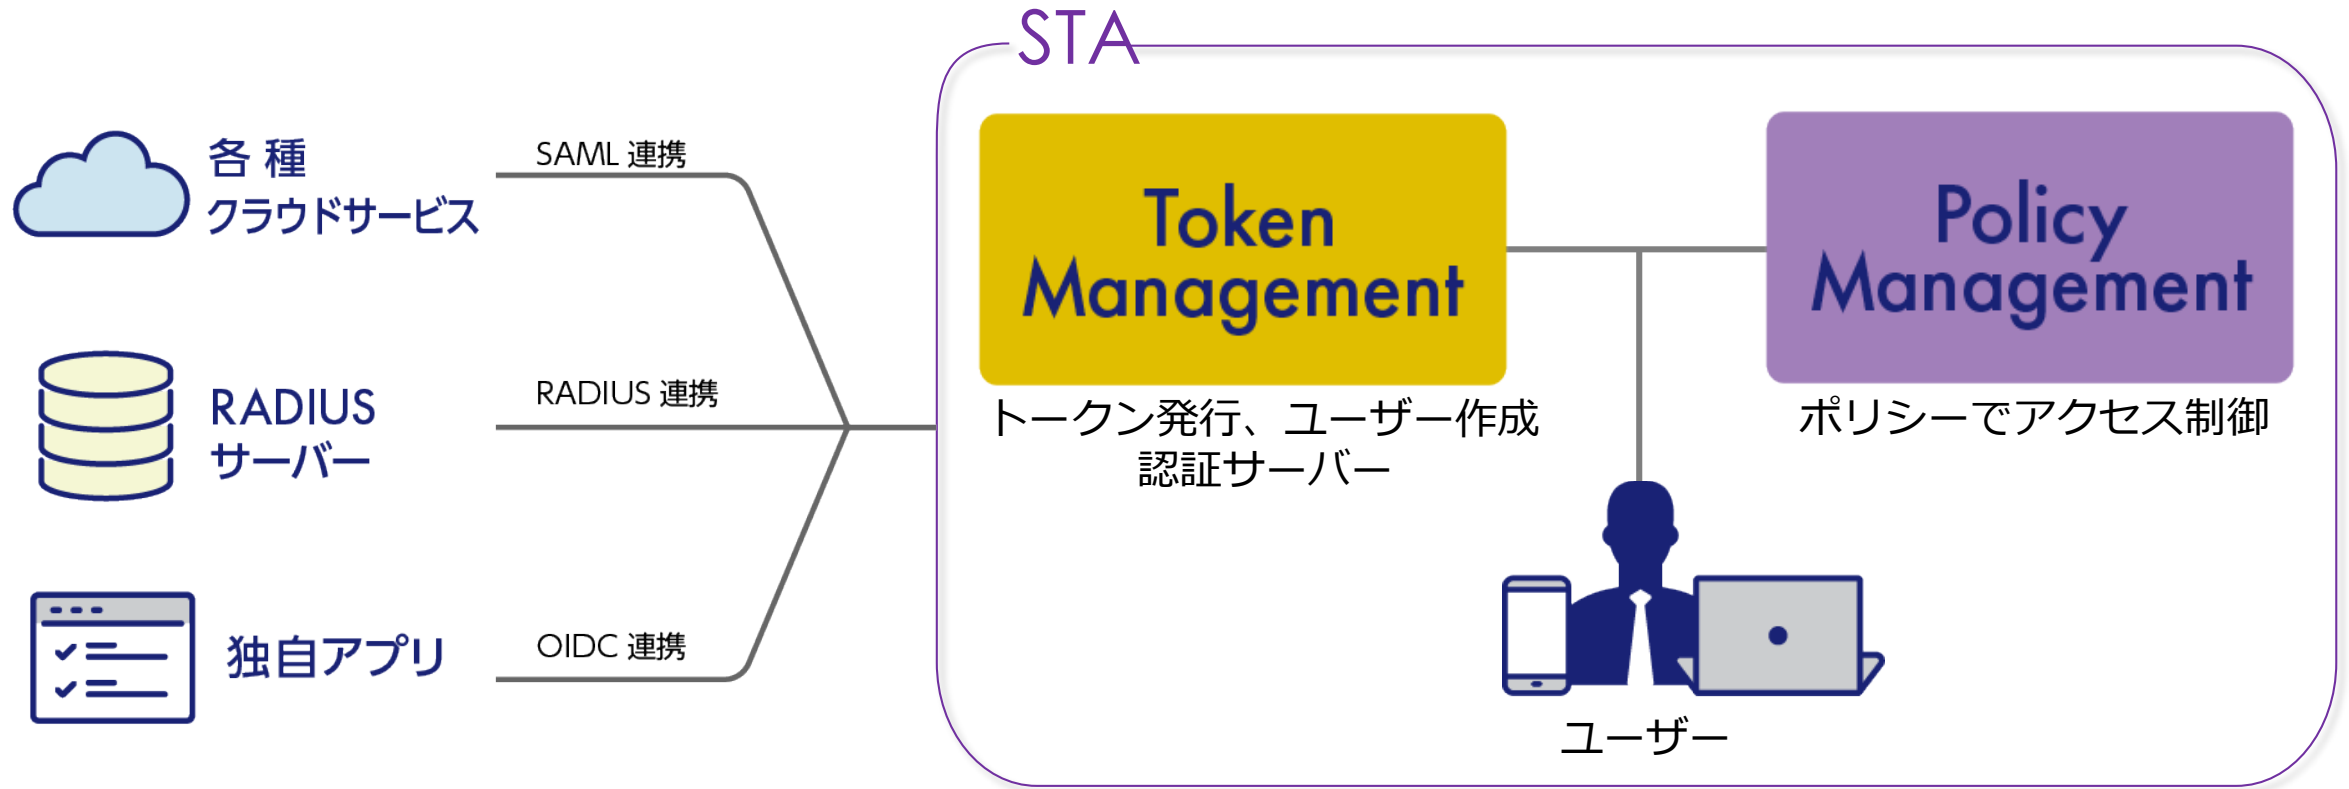 STA
各種
クラウドサービス
SAML 連携
RADIUS
サーバー
RADIUS 連携
独自アプリ
OIDC 連携
Token
Management
トークン発行、ユーザー作成
認証サーバー
Policy
Management
ポリシーでアクセス制御
ユーザー